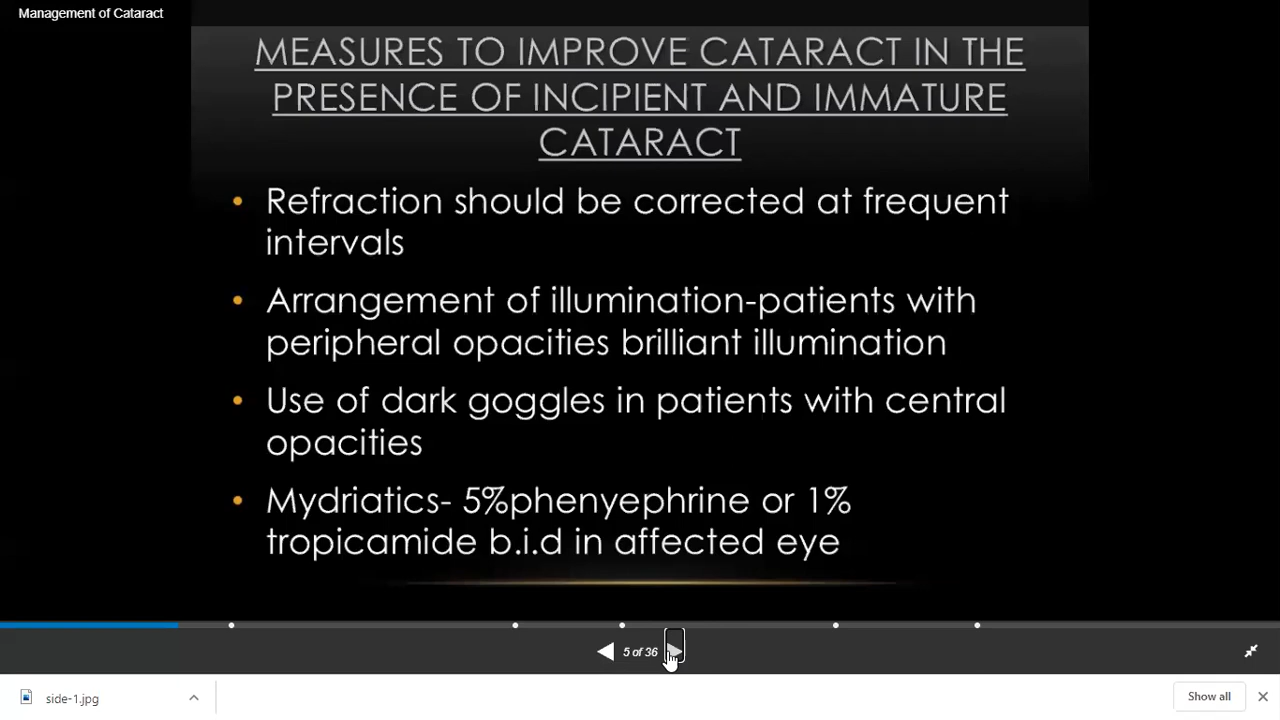 Management of Cataract
MEASURES TO IMPROVE CATARACT IN THE
PRESENCE OF INCIPIENT AND IMMATURE
CATARACT
• Refraction should be corrected at frequent
intervals
• Arrangement of illumination-patients with
peripheral opacities brilliant illumination
• Use of dark goggles in patients with central
opacities
• Mydriatics- 5%phenyephrine or 1%
tropicamide b.i.d in affected eye
5 of 36
side-1.jpg
Show all